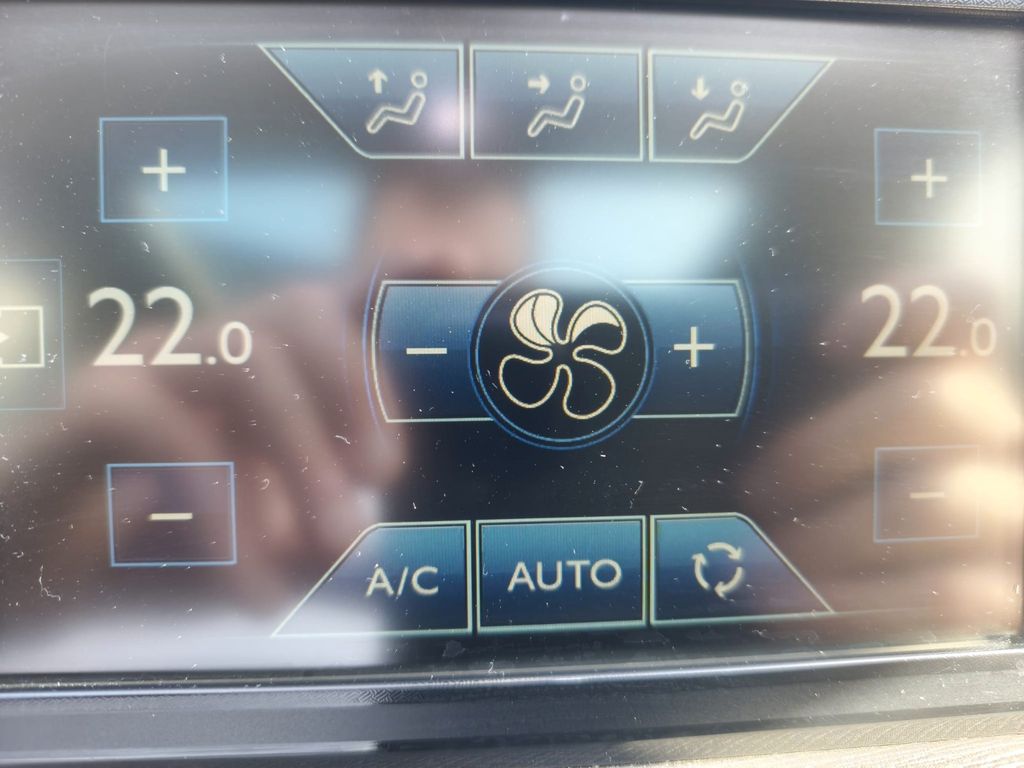 + +
22.0 - + 22.0
- -
A/C AUTO